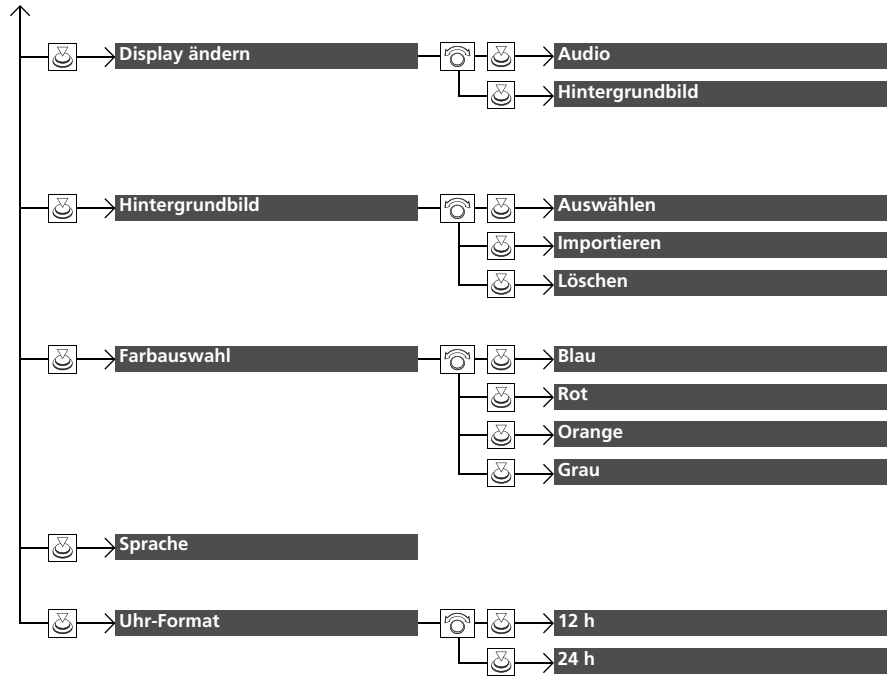 Display ändern
Audio
Hintergrundbild
Hintergrundbild
Auswählen
Importieren
Löschen
Farbauswahl
Blau
Rot
Orange
Grau
Sprache
Uhr-Format
12 h
24 h